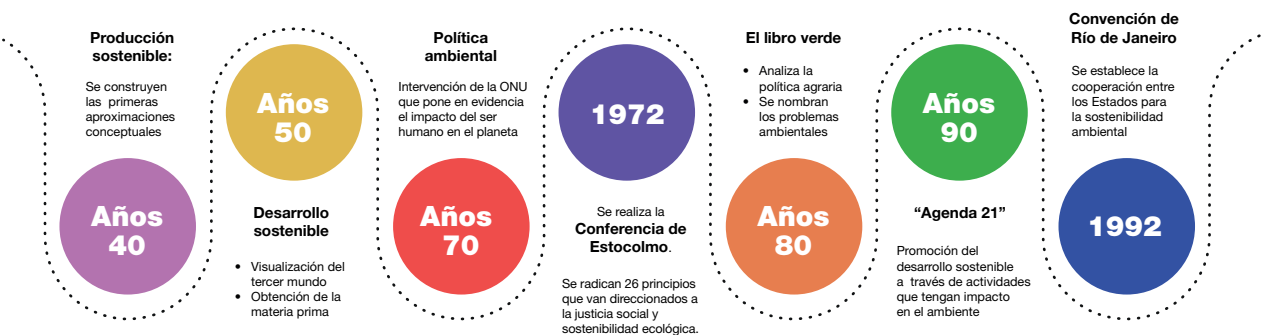 Producción
sostenible:
Se construyen
las primeras
aproximaciones
conceptuales
Años
40
Años
50
Desarrollo
sostenible
• Visualización del
tercer mundo
• Obtención de la
materia prima
Política
ambiental
Intervención de la ONU
que pone en evidencia
el impacto del ser
humano en el planeta
Años
70
1972
Se realiza la
Conferencia de
Estocolmo.
Se radican 26 principios
que van direccionados a
la justicia social y
sostenibilidad ecológica.
El libro verde
• Analiza la
política agraria
• Se nombran
los problemas
ambientales
Años
80
Años
90
“Agenda 21”
Promoción del
desarrollo sostenible
a través de actividades
que tengan impacto
en el ambiente
Convención de
Río de Janeiro
Se establece la
cooperación entre
los Estados para
la sostenibilidad
ambiental
1992